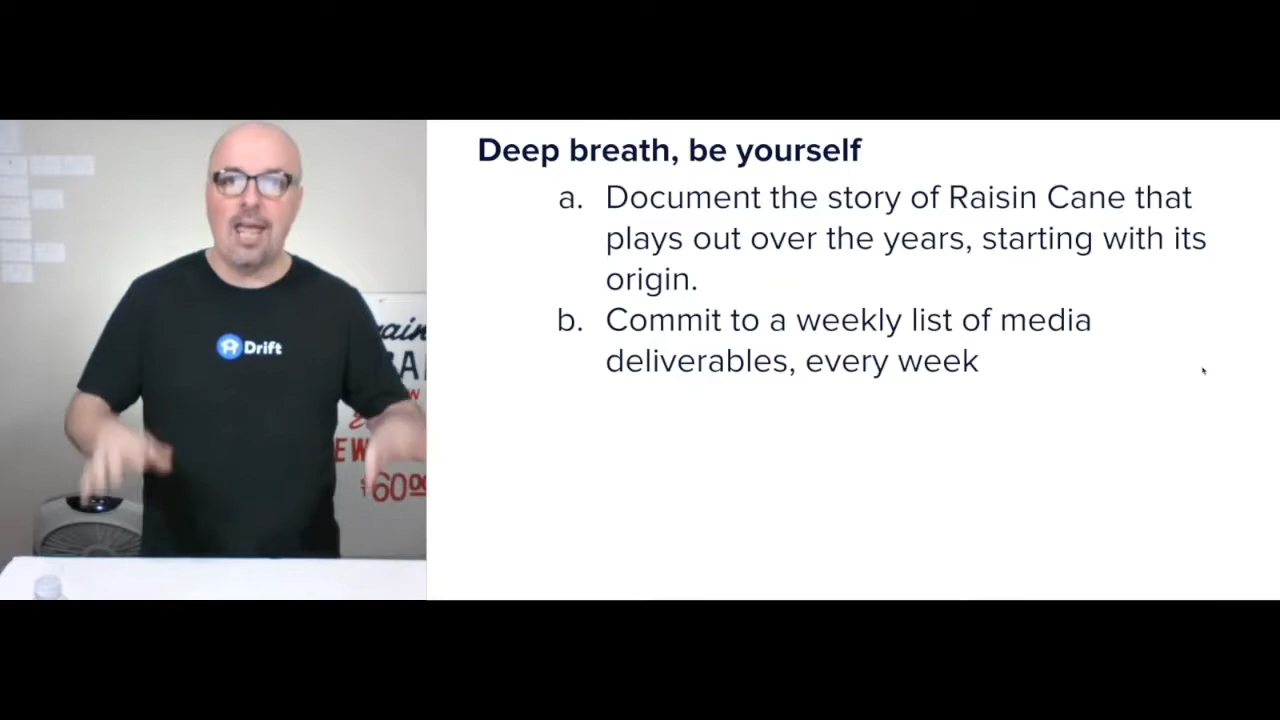 Deep breath, be yourself
a. Document the story of Raisin Cane that
plays out over the years, starting with its
origin.
b. Commit to a weekly list of media
deliverables, every week
Drift
$6000